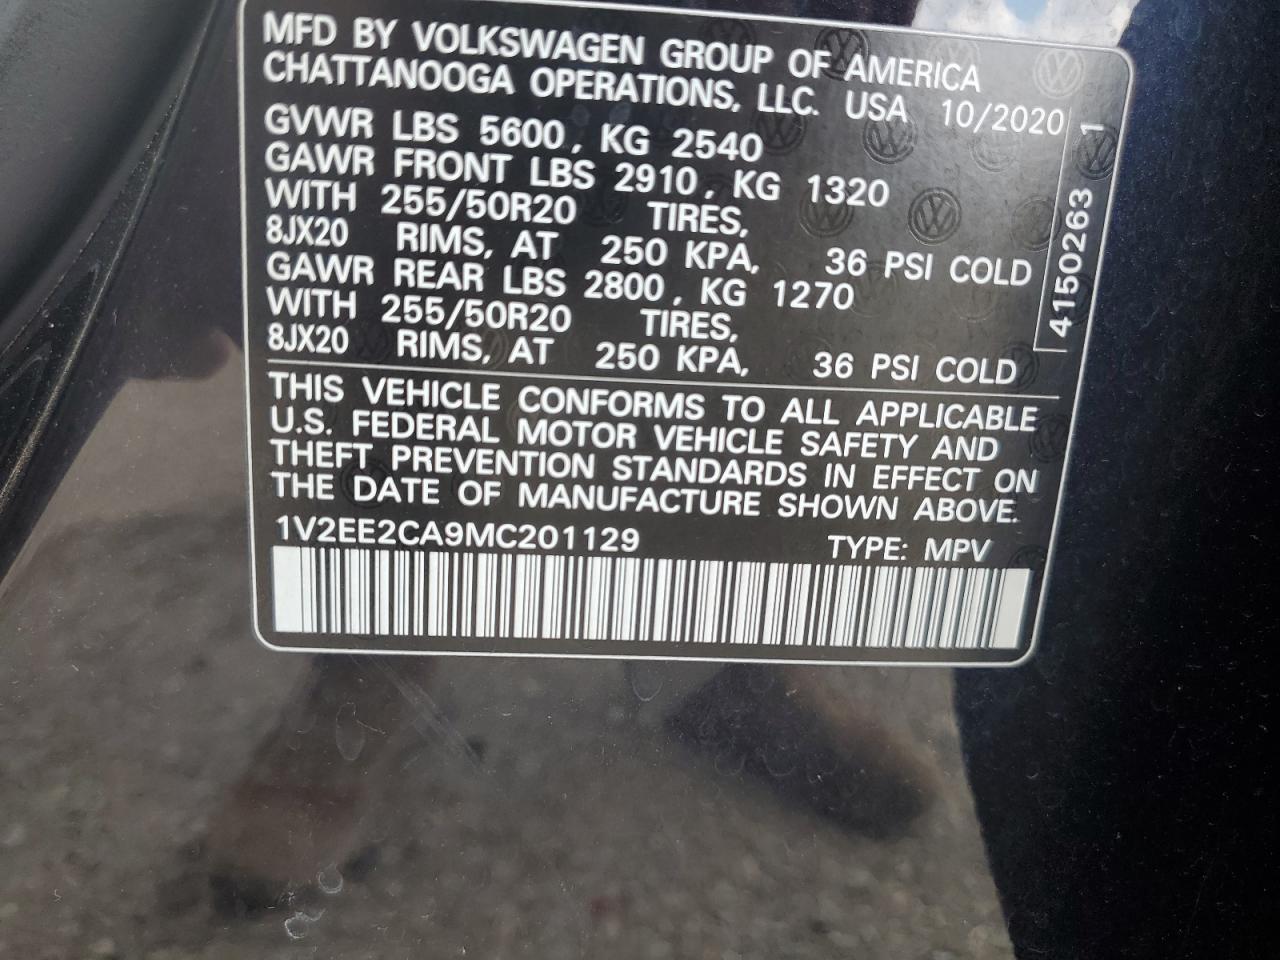 MFD BY VOLKSWAGEN GROUP OF AMERICA
CHATTANOOGA OPERATIONS, LLC. USA 10/2020
GVWR LBS 5600, KG 2540
GAWR FRONT LBS 2910, KG 1320
WITH 255/50R20 TIRES,
8JX20 RIMS, AT 250 KPA, 36 PSI COLD
GAWR REAR LBS 2800, KG 1270
WITH 255/50R20 TIRES,
8JX20 RIMS, AT 250 KPA, 36 PSI COLD
4150263 1
THIS VEHICLE CONFORMS TO ALL APPLICABLE
U.S. FEDERAL MOTOR VEHICLE SAFETY AND
THEFT PREVENTION STANDARDS IN EFFECT ON
THE DATE OF MANUFACTURE SHOWN ABOVE.
1V2EE2CA9MC201129 TYPE: MPV